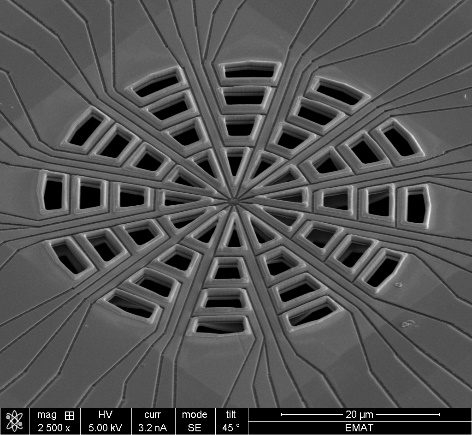 mag HV curr mode tilt 20 µm
2 500 x 5.00 kV 3.2 nA SE 45 ° EMAT